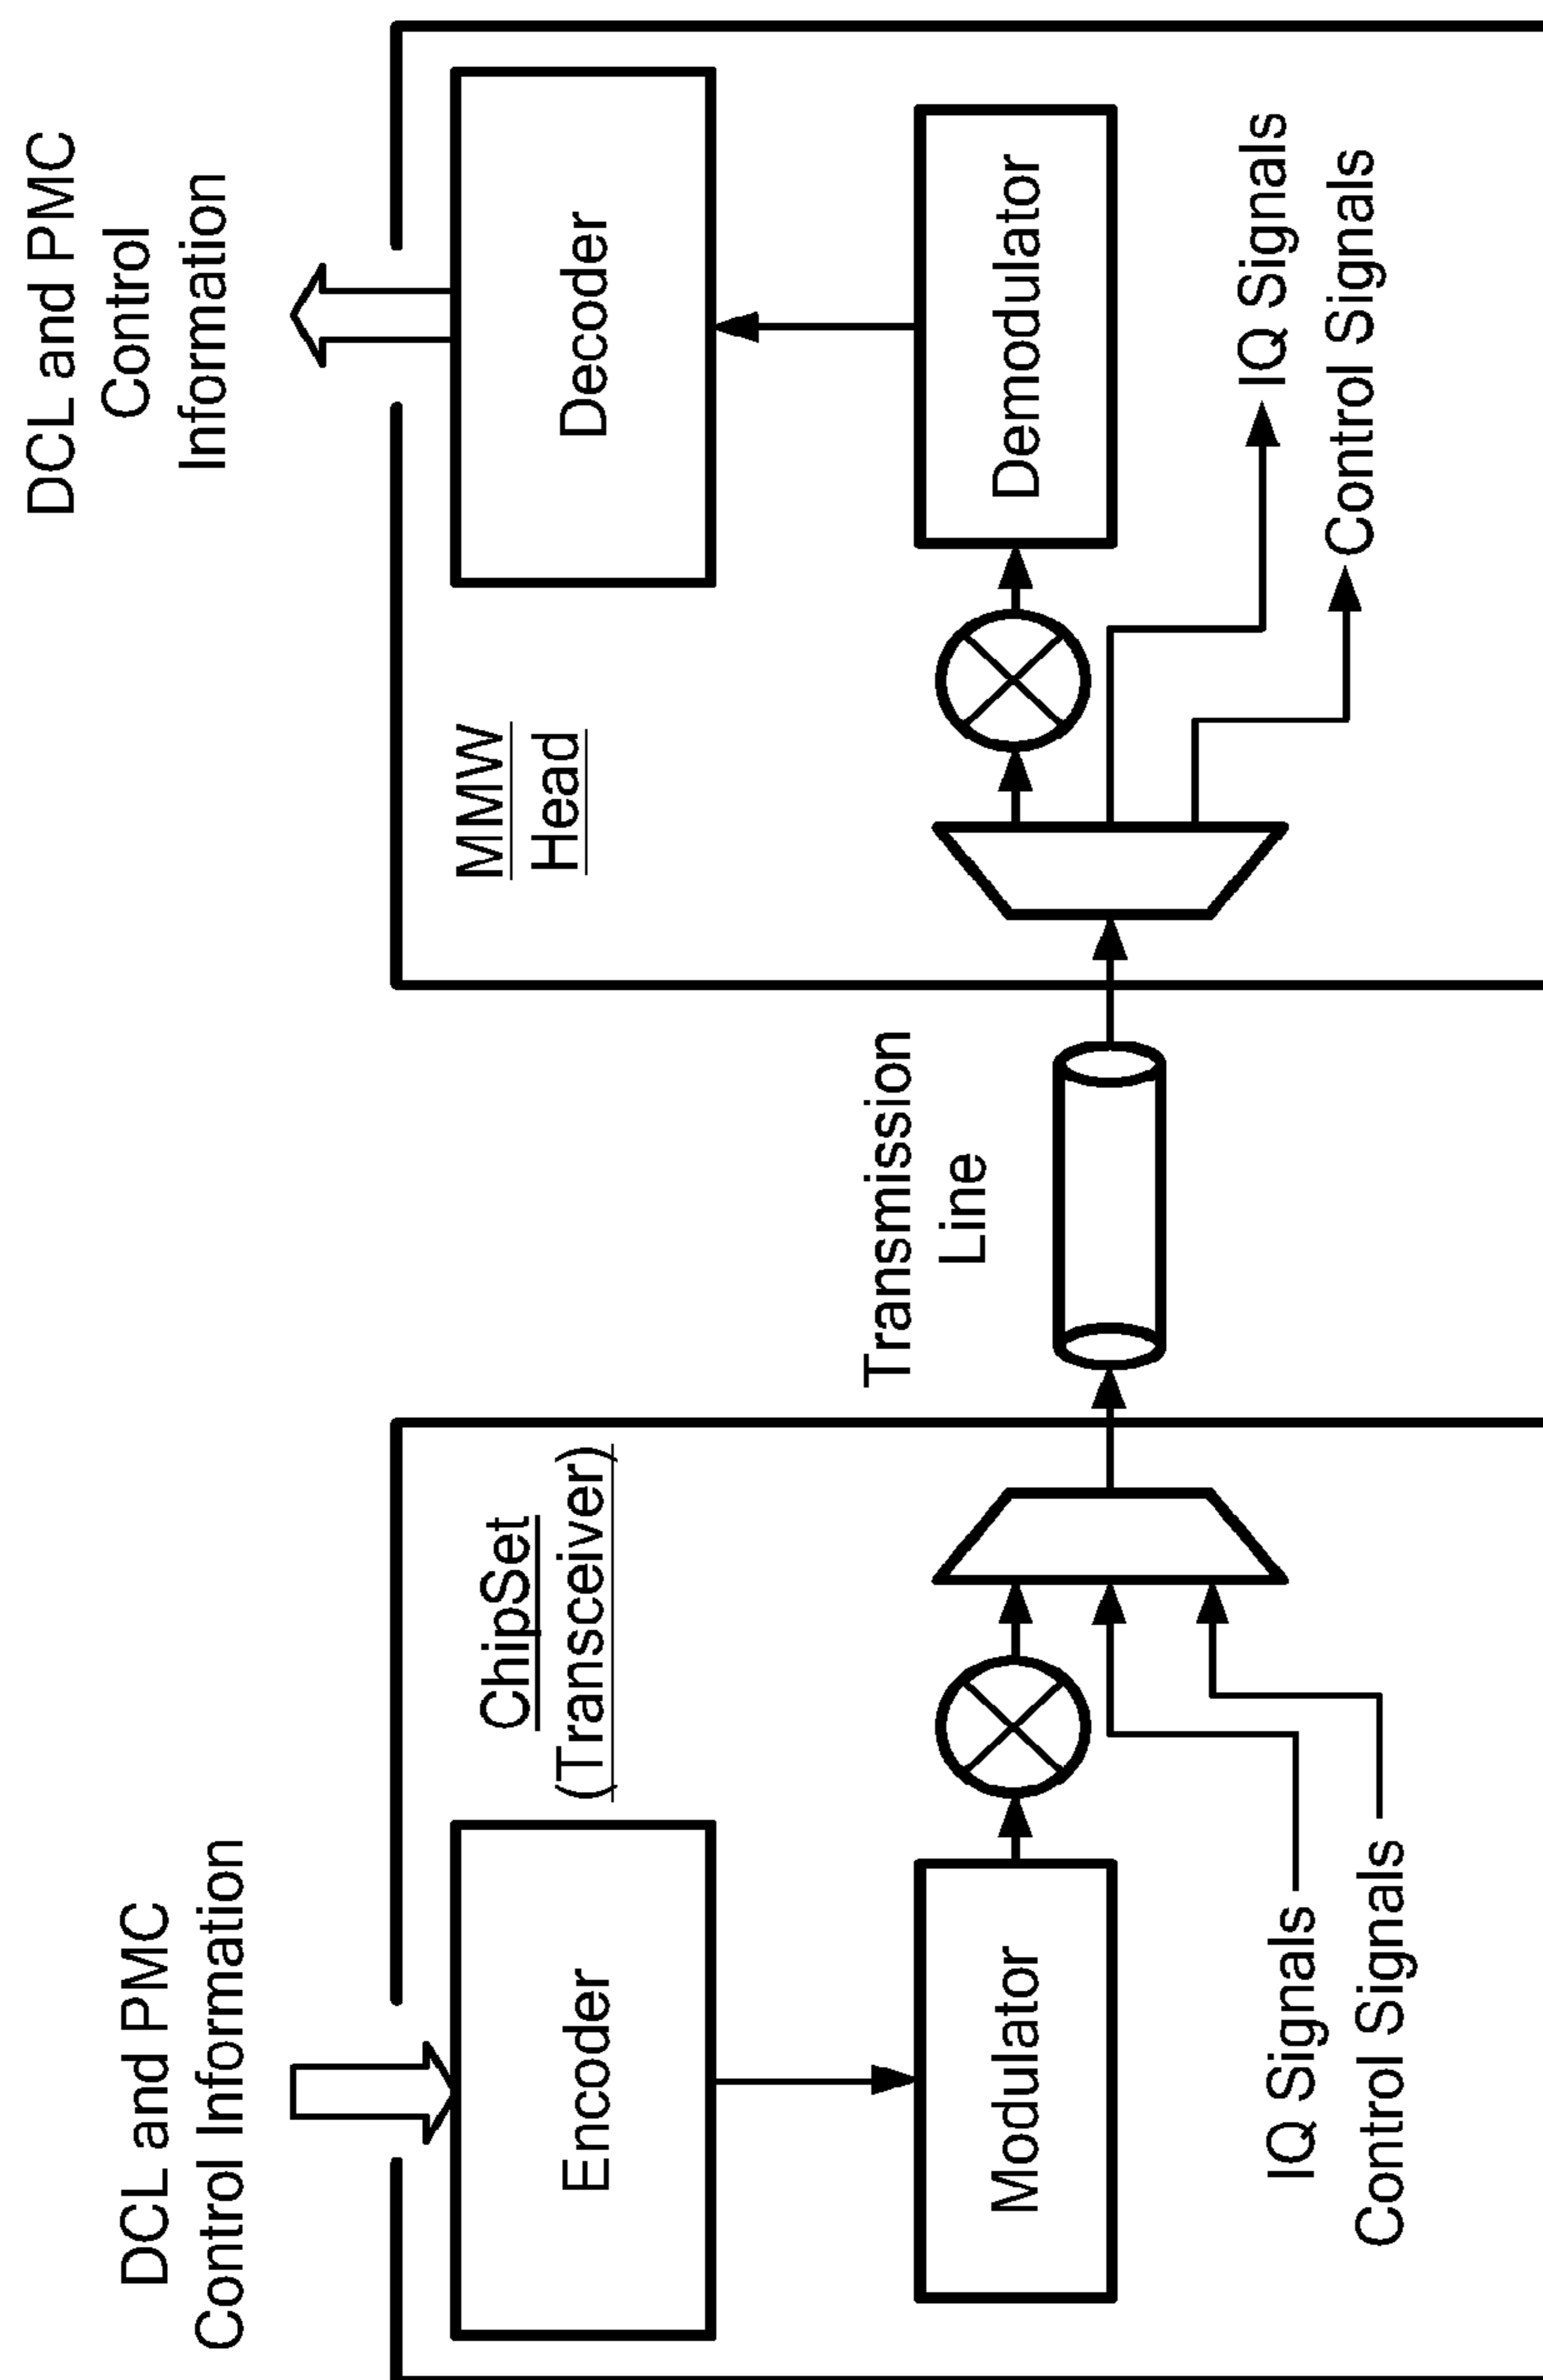 DCL and PMC
Control Information
Encoder
ChipSet
(Transceiver)
Modulator
IQ Signals
Control Signals
Transmission
Line
DCL and PMC
Control
Information
MMW
Head
Decoder
Demodulator
IQ Signals
Control Signals